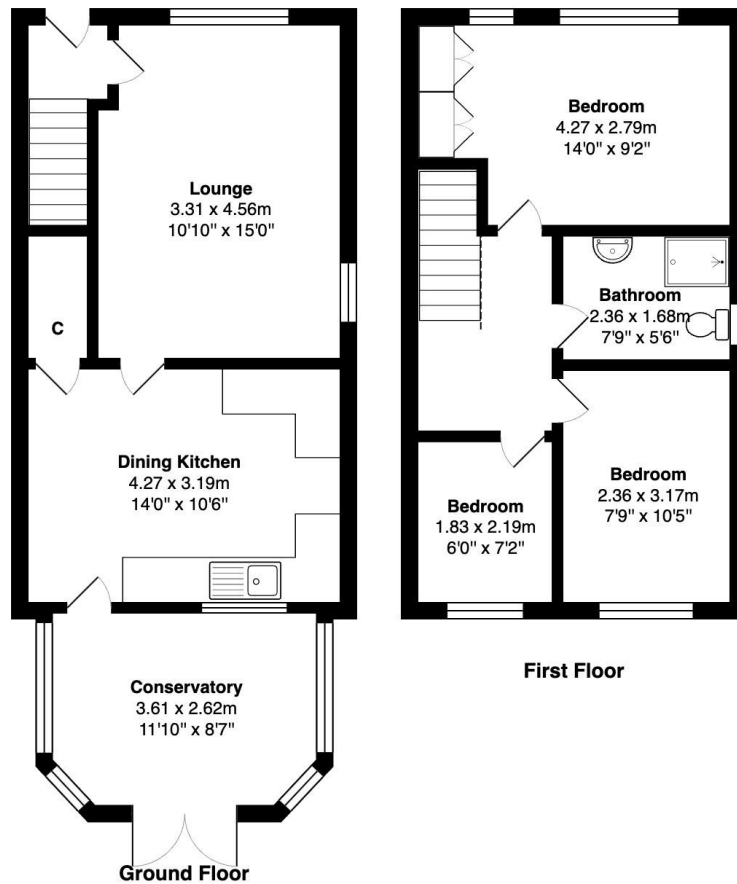 Lounge
3.31 x 4.56m
10'10" x 15'0"
C
Dining Kitchen
4.27 x 3.19m
14'0" x 10'6"
Conservatory
3.61 x 2.62m
11'10" x 8'7"
Ground Floor
Bedroom
4.27 x 2.79m
14'0" x 9'2"
Bathroom
2.36 x 1.68m
7'9" x 5'6"
Bedroom
2.36 x 3.17m
7'9" x 10'5"
Bedroom
1.83 x 2.19m
6'0" x 7'2"
First Floor